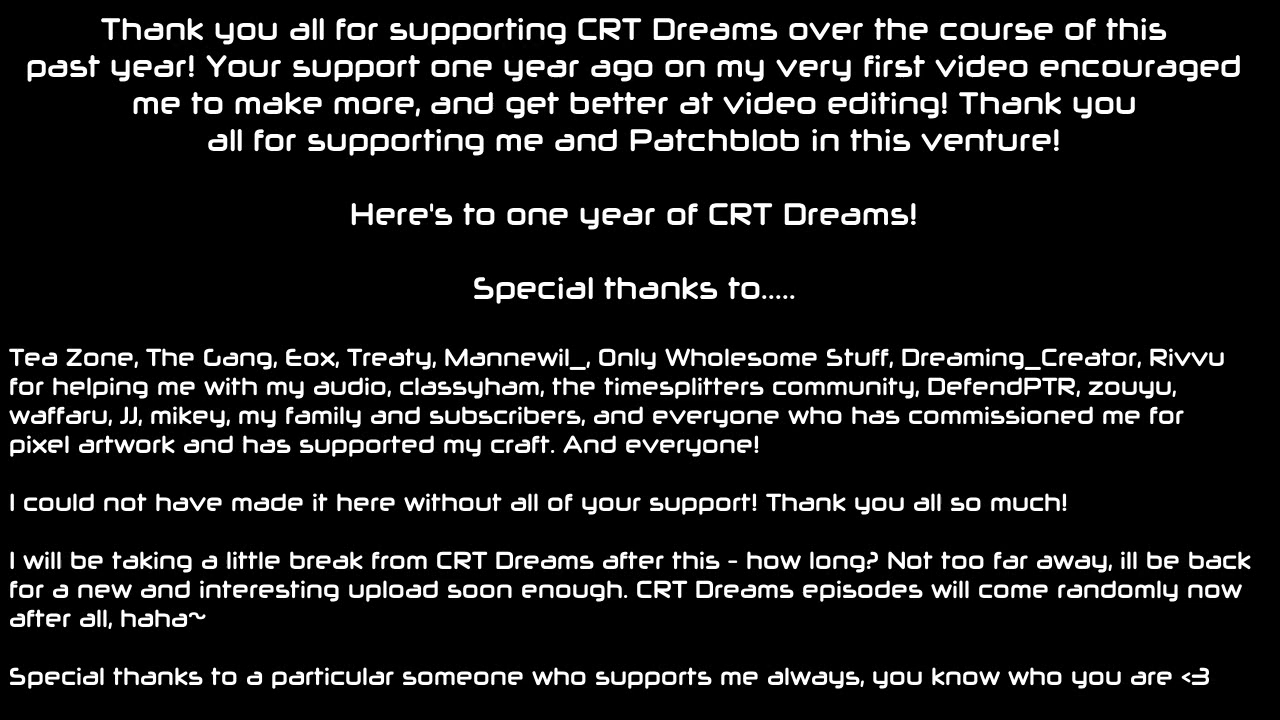 Thank you all for supporting CRT Dreams over the course of this
past year! Your support one year ago on my very first video encouraged
me to make more, and get better at video editing! Thank you
all for supporting me and Patchblob in this venture!
Here's to one year of CRT Dreams!
Special thanks to.....
Tea Zone, The Gang, Eox, Treaty, Mannewil_, Only Wholesome Stuff, Dreaming_Creator, Rivvu
for helping me with my audio, classyham, the timesplitters community, DefendPTR, zouyu,
waffaru, JJ, mikey, my family and subscribers, and everyone who has commissioned me for
pixel artwork and has supported my craft. And everyone!
I could not have made it here without all of your support! Thank you all so much!
I will be taking a little break from CRT Dreams after this - how long? Not too far away, ill be back
for a new and interesting upload soon enough. CRT Dreams episodes will come randomly now
after all, haha~
Special thanks to a particular someone who supports me always, you know who you are <3